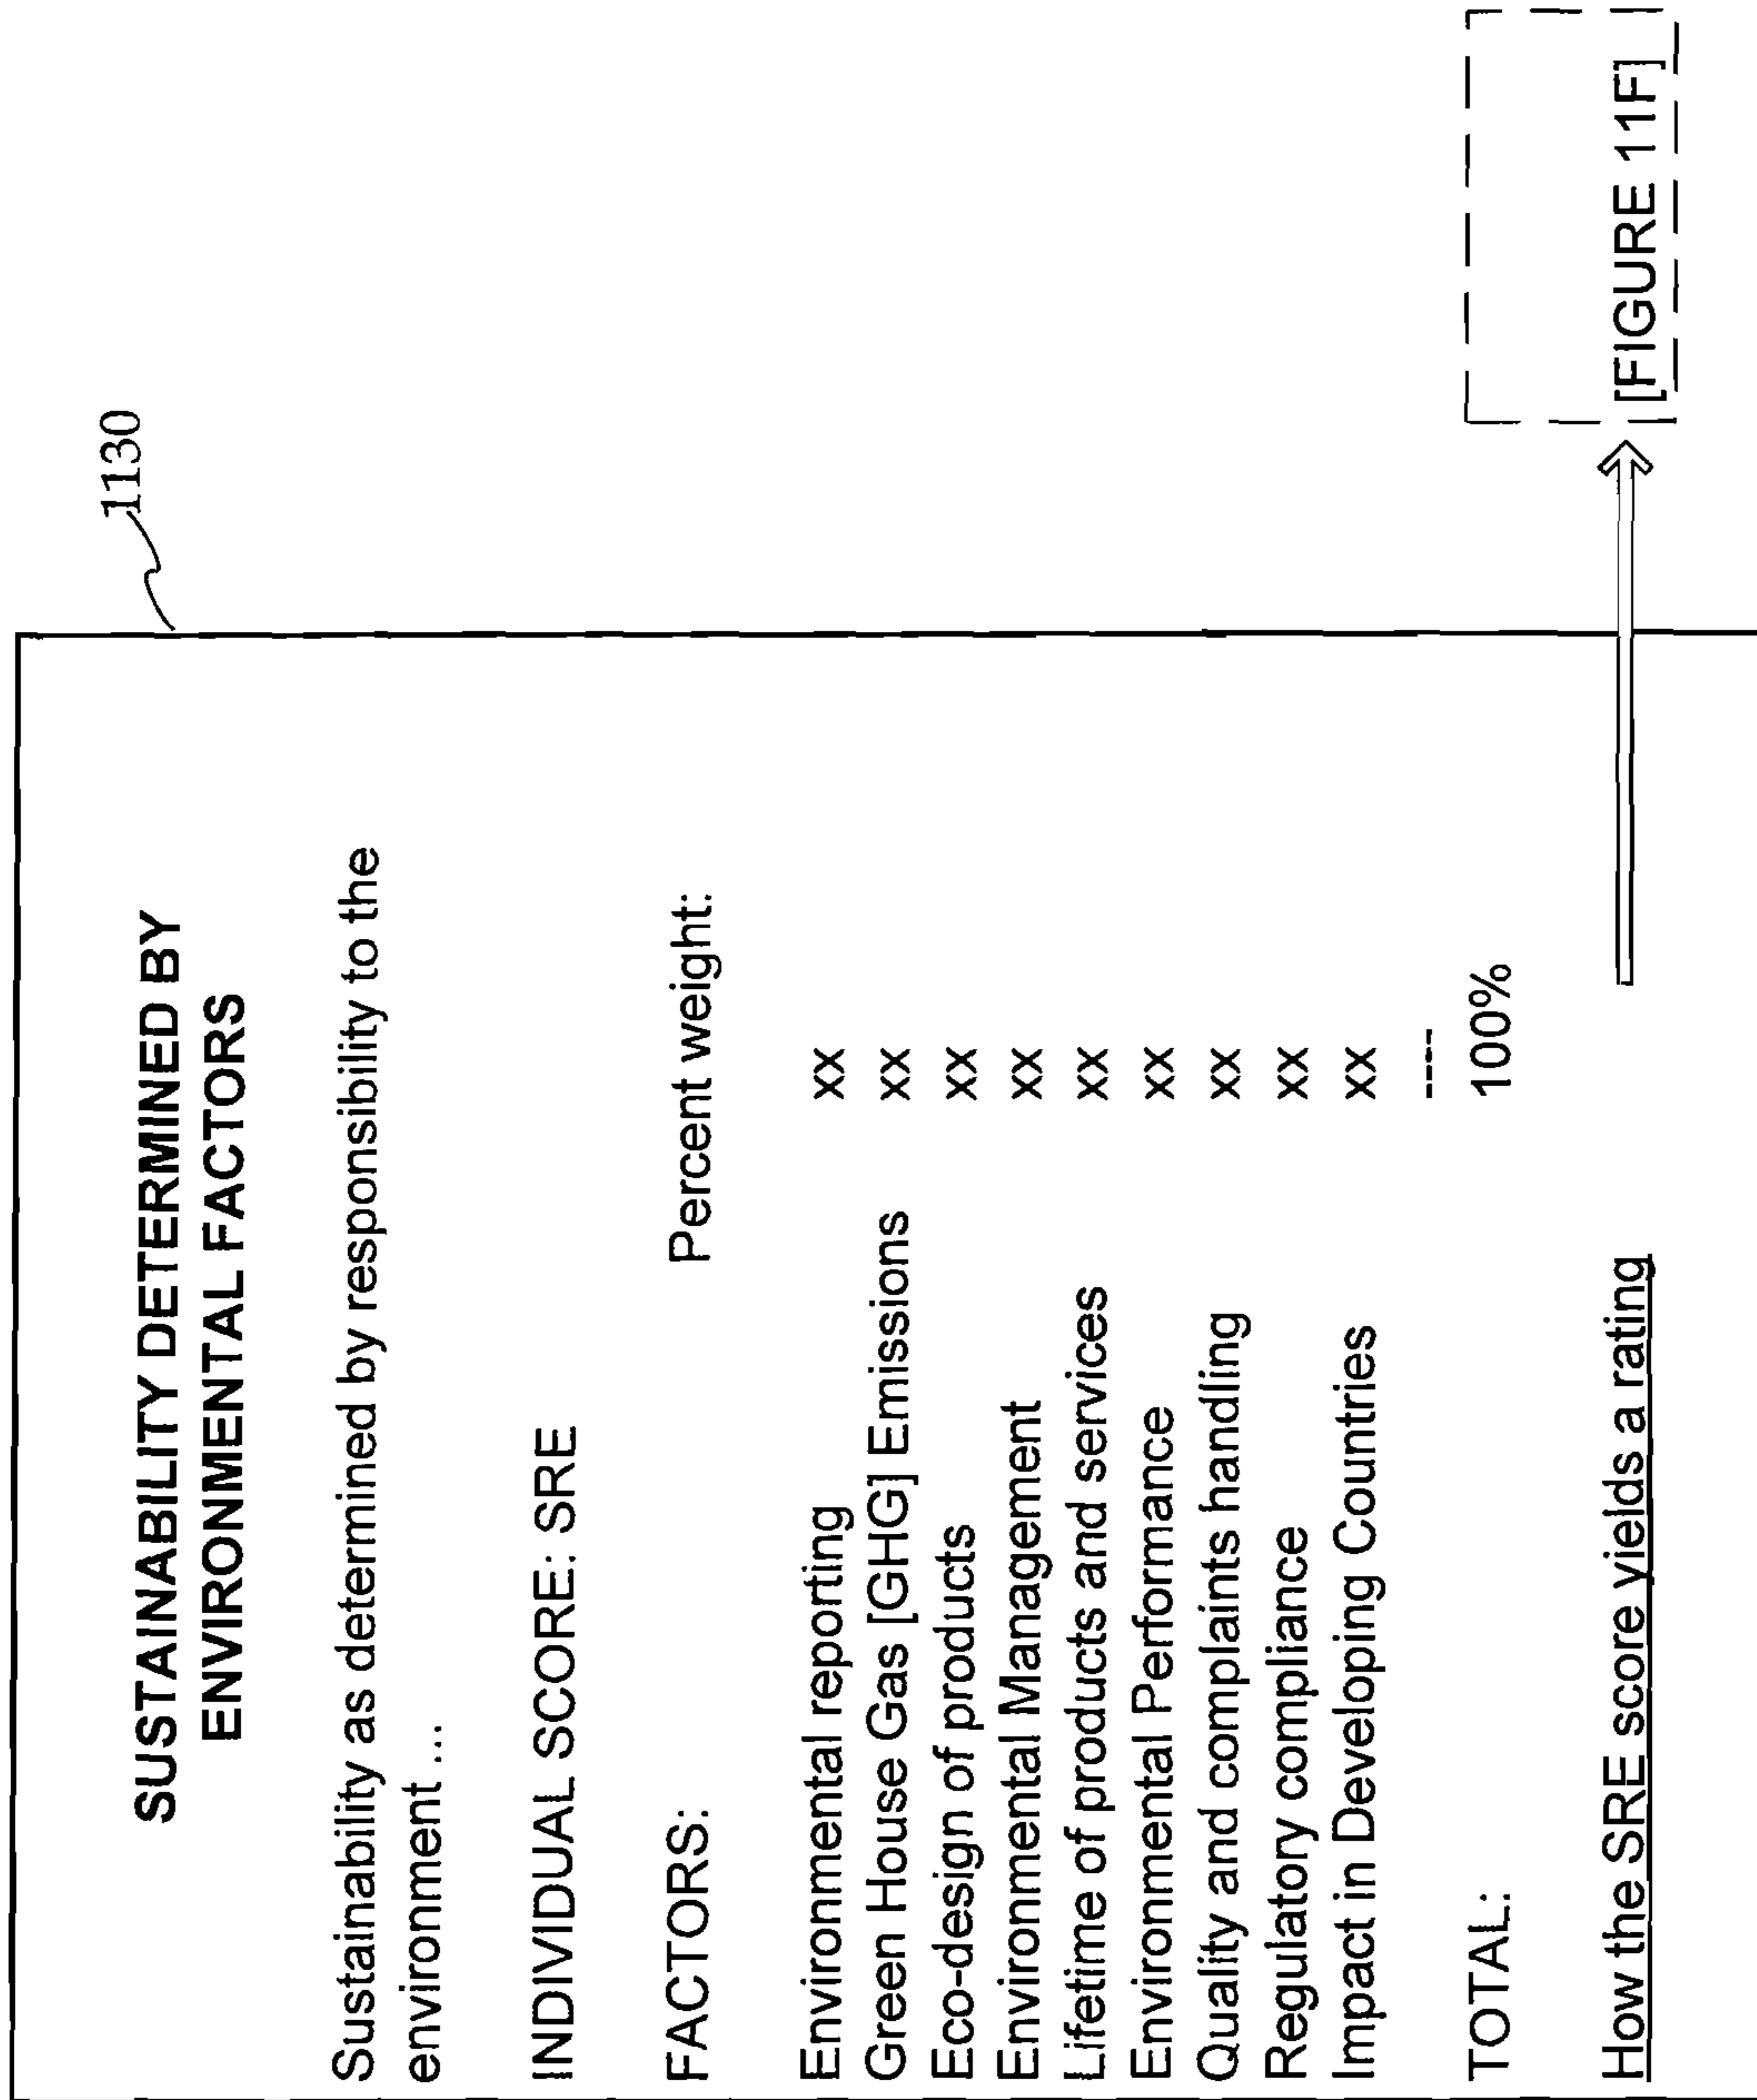 1130
SUSTAINABILITY DETERMINED BY
ENVIRONMENTAL FACTORS
Sustainability as determined by responsibility to the
environment ...
INDIVIDUAL SCORE: SRE
FACTORS: Percent weight:
Environmental reporting xx
Green House Gas [GHG] Emissions xx
Eco-design of products xx
Environmental Management xx
Lifetime of products and services xx
Environmental Performance xx
Quality and complaints handling xx
Regulatory compliance xx
Impact in Developing Countries xx
----
TOTAL: 100%
How the SRE score yields a rating
[FIGURE 11F]